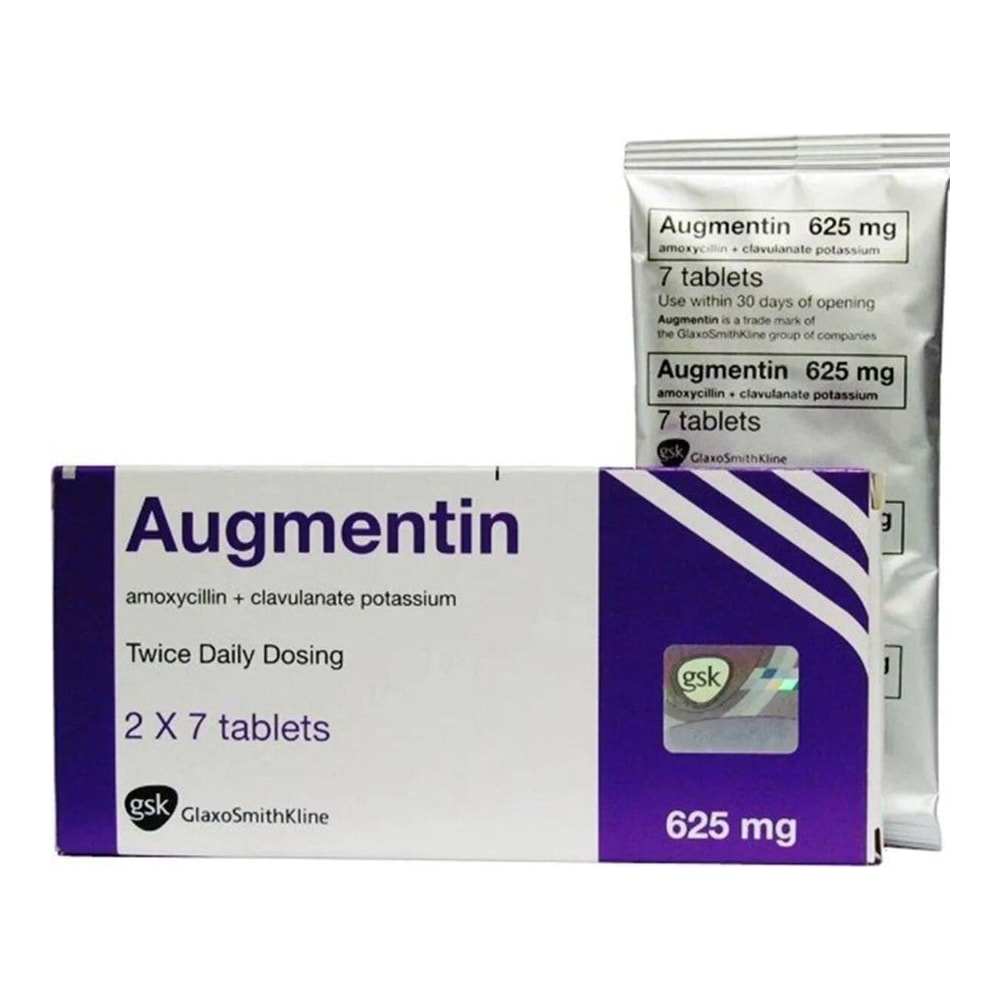 Augmentin 625 mg
amoxycillin + clavulanate potassium
7 tablets
Use within 30 days of opening
Augmentin is a trade mark of
the GlaxoSmithKline group of companies
Augmentin 625 mg
amoxycillin + clavulanate potassium
7 tablets
gsk GlaxoSmithKline
g
Augmentin
amoxycillin + clavulanate potassium
Twice Daily Dosing
2 X 7 tablets
gsk GlaxoSmithKline
gsk
625 mg